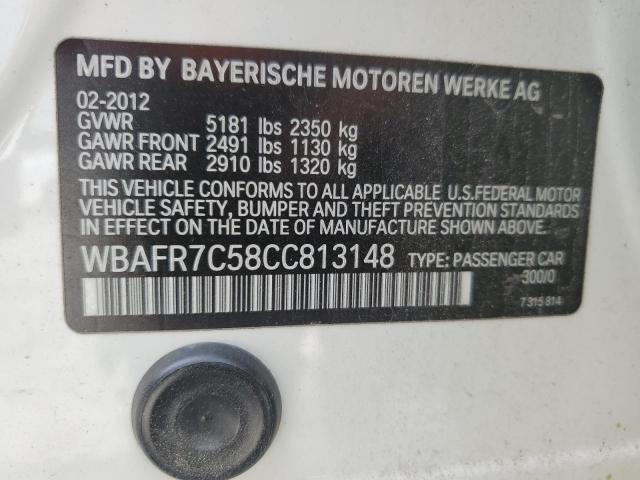 MFD BY BAYERISCHE MOTOREN WERKE AG
02-2012
GVWR 5181 lbs 2350 kg
GAWR FRONT 2491 lbs 1130 kg
GAWR REAR 2910 lbs 1320 kg
THIS VEHICLE CONFORMS TO ALL APPLICABLE U.S.FEDERAL MOTOR
VEHICLE SAFETY, BUMPER AND THEFT PREVENTION STANDARDS
IN EFFECT ON THE DATE OF MANUFACTURE SHOWN ABOVE.
WBAFR7C58CC813148 TYPE: PASSENGER CAR
300/0
7 315 814